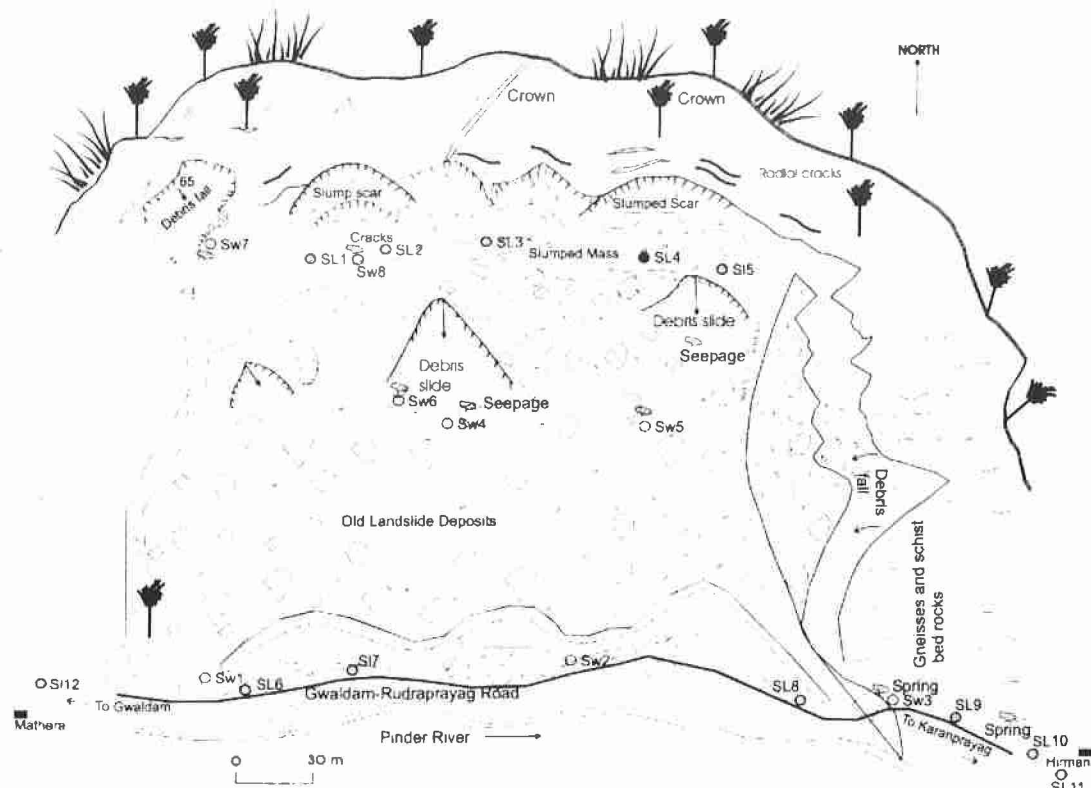 NORTH
Crown
Crown
Radial cracks
65
Debris fall
Slump scar
Slumped Scar
Sw7
Cracks
SL1
Sw8
SL2
SL3
Slumped Mass
SL4
Sl5
Debris slide
Seepage
Debris
slide
Sw6
Seepage
Sw4
Sw5
Debris
fall
Old Landslide Deposits
Gneisses and schist
bed rocks
Sl12
Sw1
SL6
Sl7
Sw2
SL8
Spring
Sw3
SL9
Spring
Gwaldam-Rudraprayag Road
To Gwaldam
To Karanprayag
SL10
Pinder River
0 30 m
SL11